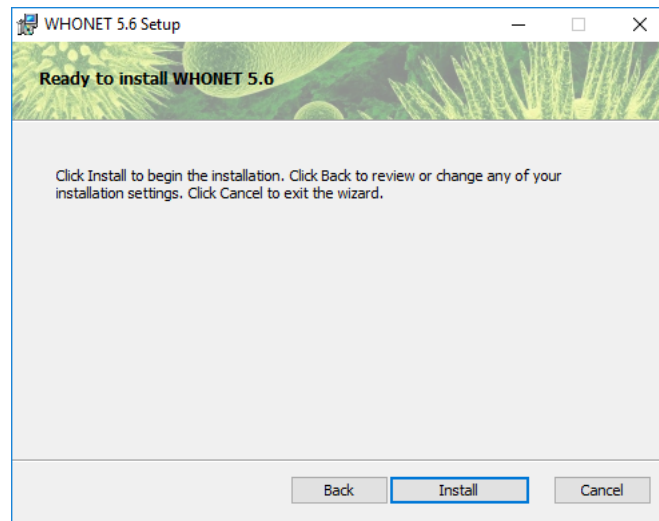 WHONET 5.6 Setup
Ready to install WHONET 5.6
Click Install to begin the installation. Click Back to review or change any of your
installation settings. Click Cancel to exit the wizard.
Back Install Cancel